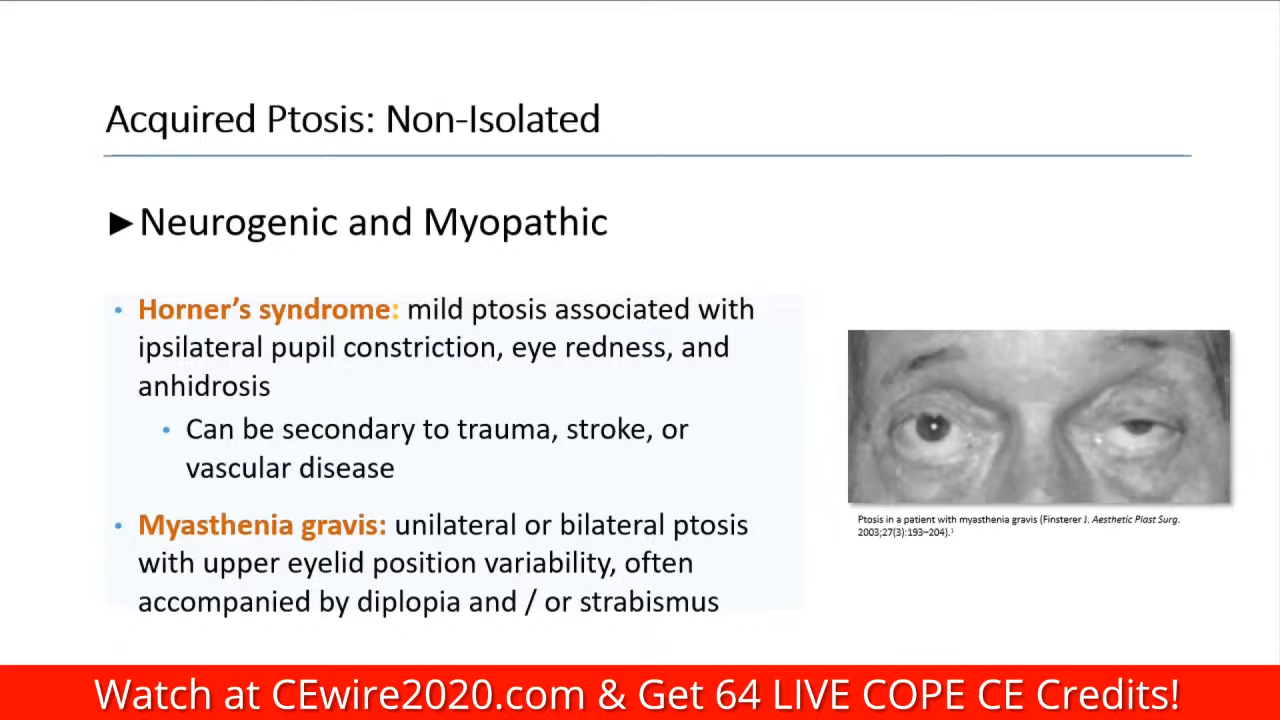 Acquired Ptosis: Non-Isolated
►Neurogenic and Myopathic
• Horner's syndrome: mild ptosis associated with
ipsilateral pupil constriction, eye redness, and
anhidrosis
• Can be secondary to trauma, stroke, or
vascular disease
• Myasthenia gravis: unilateral or bilateral ptosis
with upper eyelid position variability, often
accompanied by diplopia and / or strabismus
Ptosis in a patient with myasthenia gravis (Finsterer J. Aesthetic Plast Surg.
2003;27(3):193–204).¹
Watch at CEwire2020.com & Get 64 LIVE COPE CE Credits!